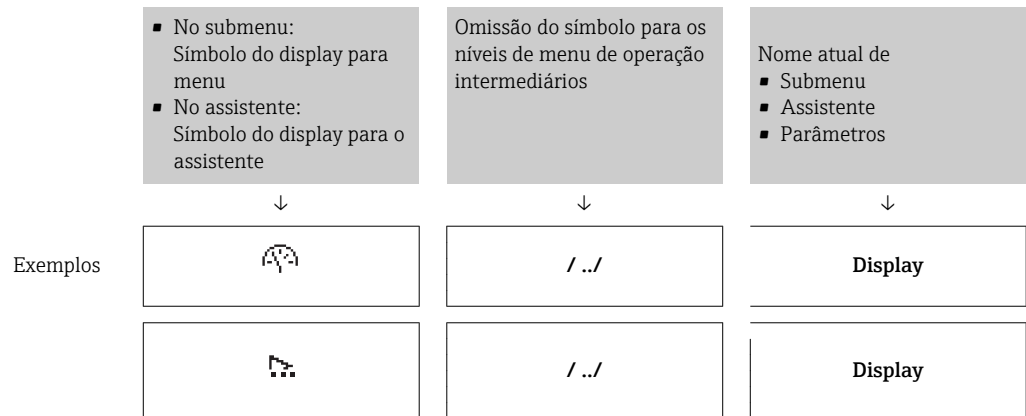 ▪ No submenu:
Símbolo do display para
menu
▪ No assistente:
Símbolo do display para o
assistente
Omissão do símbolo para os
níveis de menu de operação
intermediários
Nome atual de
▪ Submenu
▪ Assistente
▪ Parâmetros
↓ ↓ ↓
Exemplos / ../ Display
/ ../ Display